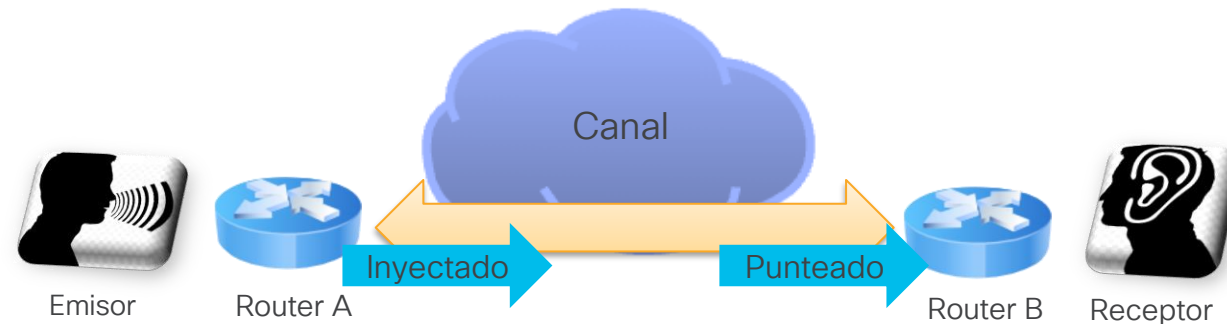 Canal
Inyectado
Punteado
Emisor
Router A
Router B
Receptor